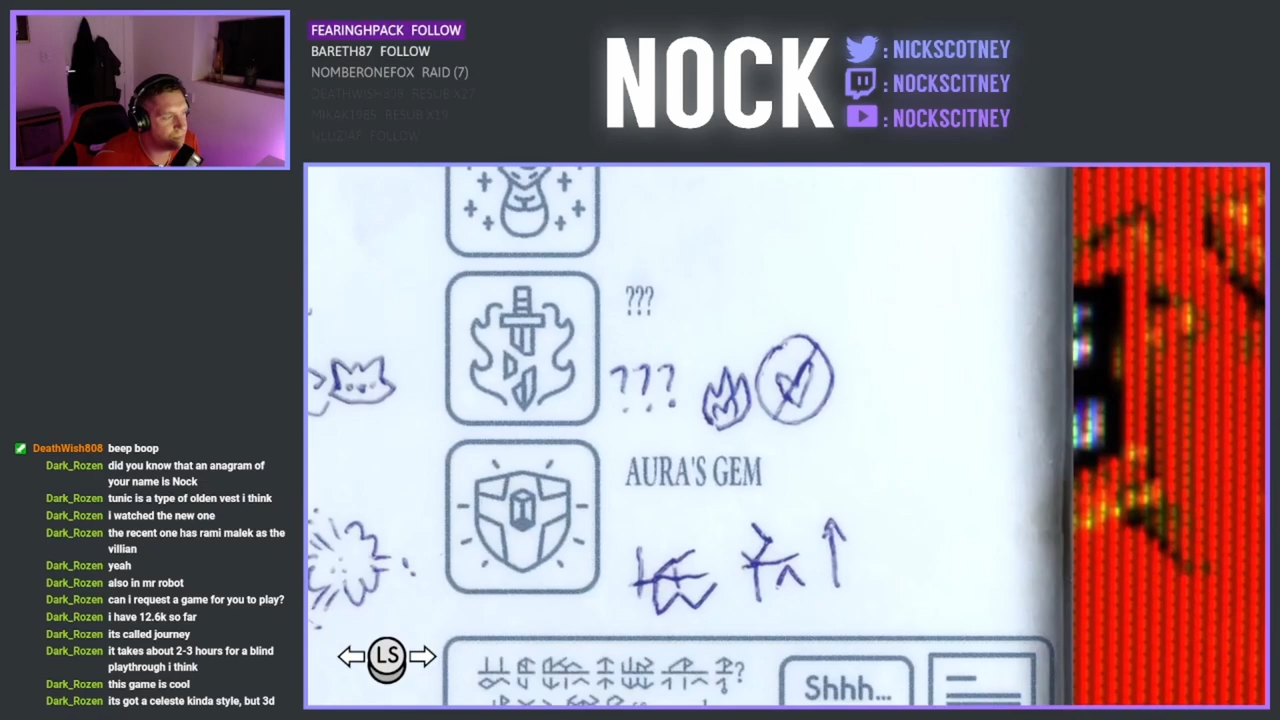 FEARINGHPACK FOLLOW
BARETH87 FOLLOW
NOMBERONEFOX RAID (7)
DEATHWISH808 RESUB X27
NOCK
: NICKSCOTNEY
: NOCKSCITNEY
: NOCKSCITNEY
???
???
AURA'S GEM
LS
Shhh...
DeathWish808 beep boop
Dark_Rozen did you know that an anagram of
your name is Nock
Dark_Rozen tunic is a type of olden vest i think
Dark_Rozen i watched the new one
Dark_Rozen the recent one has rami malek as the
villian
Dark_Rozen yeah
Dark_Rozen also in mr robot
Dark_Rozen can i request a game for you to play?
Dark_Rozen i have 12.6k so far
Dark_Rozen its called journey
Dark_Rozen it takes about 2-3 hours for a blind
playthrough i think
Dark_Rozen this game is cool
Dark_Rozen its got a celeste kinda style, but 3d